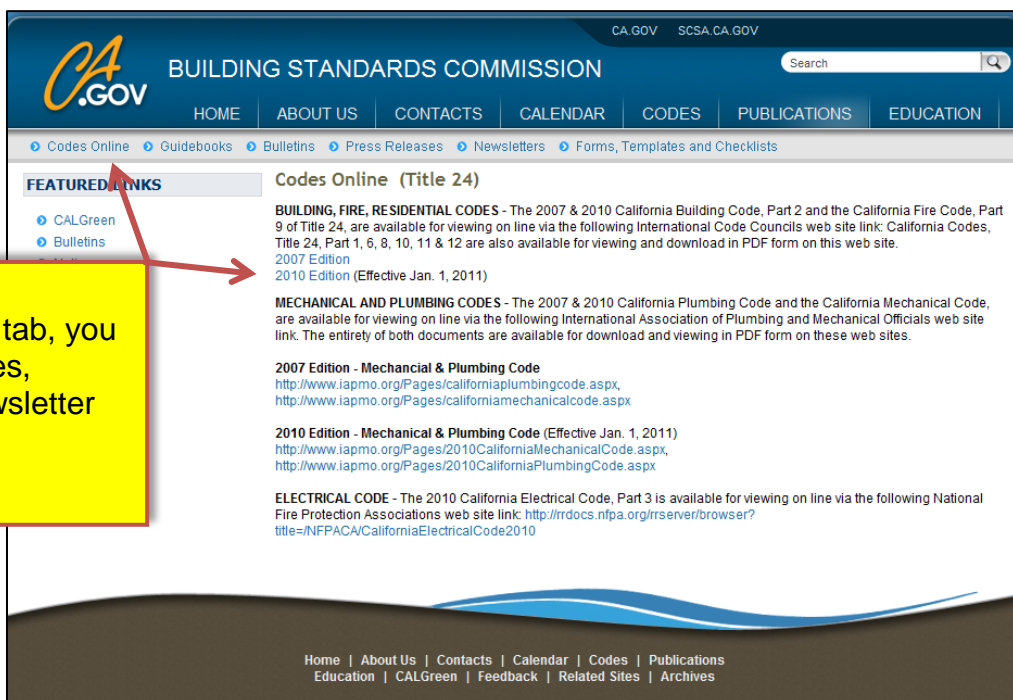 CA.GOV SCSA.CA.GOV
CA
.GOV
BUILDING STANDARDS COMMISSION
Search
HOME ABOUT US CONTACTS CALENDAR CODES PUBLICATIONS EDUCATION
Codes Online Guidebooks Bulletins Press Releases Newsletters Forms, Templates and Checklists
FEATURED LINKS
CALGreen
Bulletins
tab, you
es,
wsletter
Codes Online (Title 24)
BUILDING, FIRE, RESIDENTIAL CODES - The 2007 & 2010 California Building Code, Part 2 and the California Fire Code, Part
9 of Title 24, are available for viewing on line via the following International Code Councils web site link: California Codes,
Title 24, Part 1, 6, 8, 10, 11 & 12 are also available for viewing and download in PDF form on this web site.
2007 Edition
2010 Edition (Effective Jan. 1, 2011)
MECHANICAL AND PLUMBING CODES - The 2007 & 2010 California Plumbing Code and the California Mechanical Code,
are available for viewing on line via the following International Association of Plumbing and Mechanical Officials web site
link. The entirety of both documents are available for download and viewing in PDF form on these web sites.
2007 Edition - Mechancial & Plumbing Code
http://www.iapmo.org/Pages/californiaplumbingcode.aspx,
http://www.iapmo.org/Pages/californiamechanicalcode.aspx
2010 Edition - Mechanical & Plumbing Code (Effective Jan. 1, 2011)
http://www.iapmo.org/Pages/2010CaliforniaMechanicalCode.aspx,
http://www.iapmo.org/Pages/2010CaliforniaPlumbingCode.aspx
ELECTRICAL CODE - The 2010 California Electrical Code, Part 3 is available for viewing on line via the following National
Fire Protection Associations web site link: http://rrdocs.nfpa.org/rrserver/browser?
title=/NFPACA/CaliforniaElectricalCode2010
Home | About Us | Contacts | Calendar | Codes | Publications
Education | CALGreen | Feedback | Related Sites | Archives